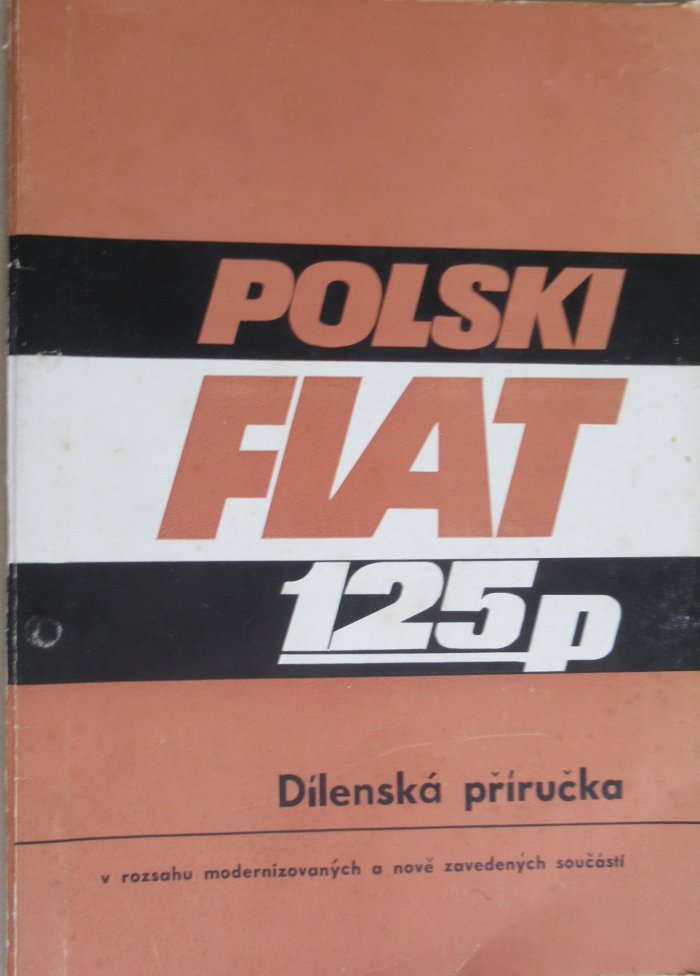 POLSKI
FIAT
125p
Dílenská příručka
v rozsahu modernizovaných a nově zavedených součástí